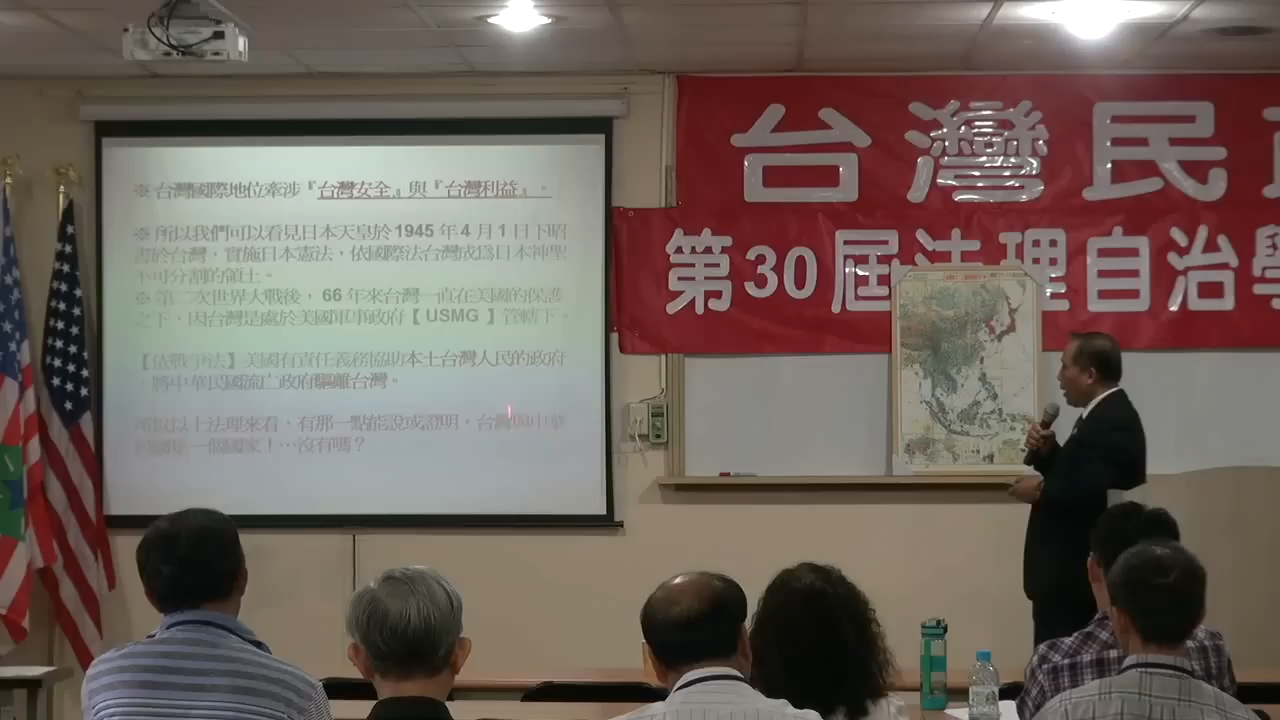 ※ 台灣國際地位牽涉『台灣安全』與『台灣利益』。
※ 所以我們可以看見日本天皇於 1945 年 4 月 1 日下昭
書於台灣，實施日本憲法，依國際法台灣成為日本神聖
不可分割的領土。
※ 第二次世界大戰後， 66 年來台灣一直在美國的保護
之下，因台灣是處於美國軍事政府【 USMG 】管轄下。
【依戰爭法】美國有責任義務協助本土台灣人民的政府
，將中華民國流亡政府驅離台灣。
所以以上法理來看，有那一點能說或證明，台灣與中華
民國是一個國家！…沒有嗎？
台灣民政
第30屆法理自治學